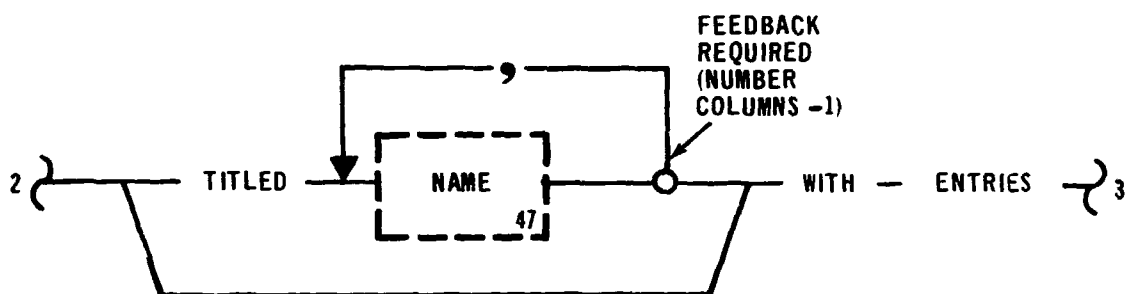 FEEDBACK
REQUIRED
(NUMBER
COLUMNS -1)
,
2 TITLED NAME WITH — ENTRIES 3
47